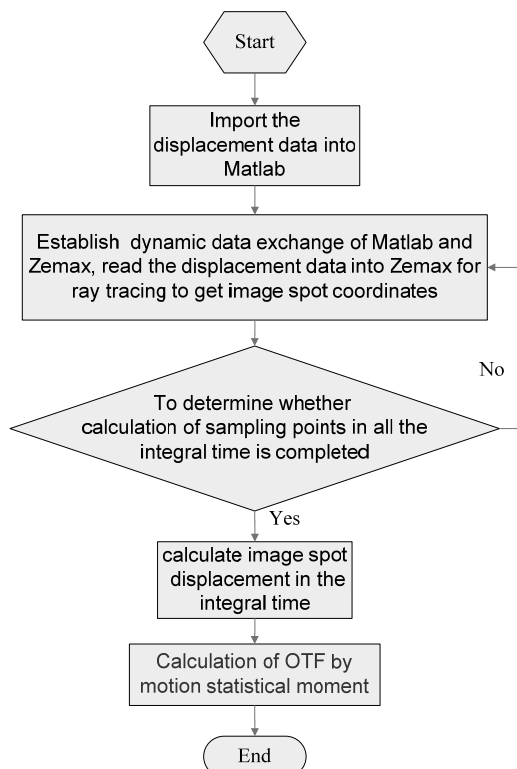 Start
Import the
displacement data into
Matlab
Establish dynamic data exchange of Matlab and
Zemax, read the displacement data into Zemax for
ray tracing to get image spot coordinates
No
To determine whether
calculation of sampling points in all the
integral time is completed
Yes
calculate image spot
displacement in the
integral time
Calculation of OTF by
motion statistical moment
End